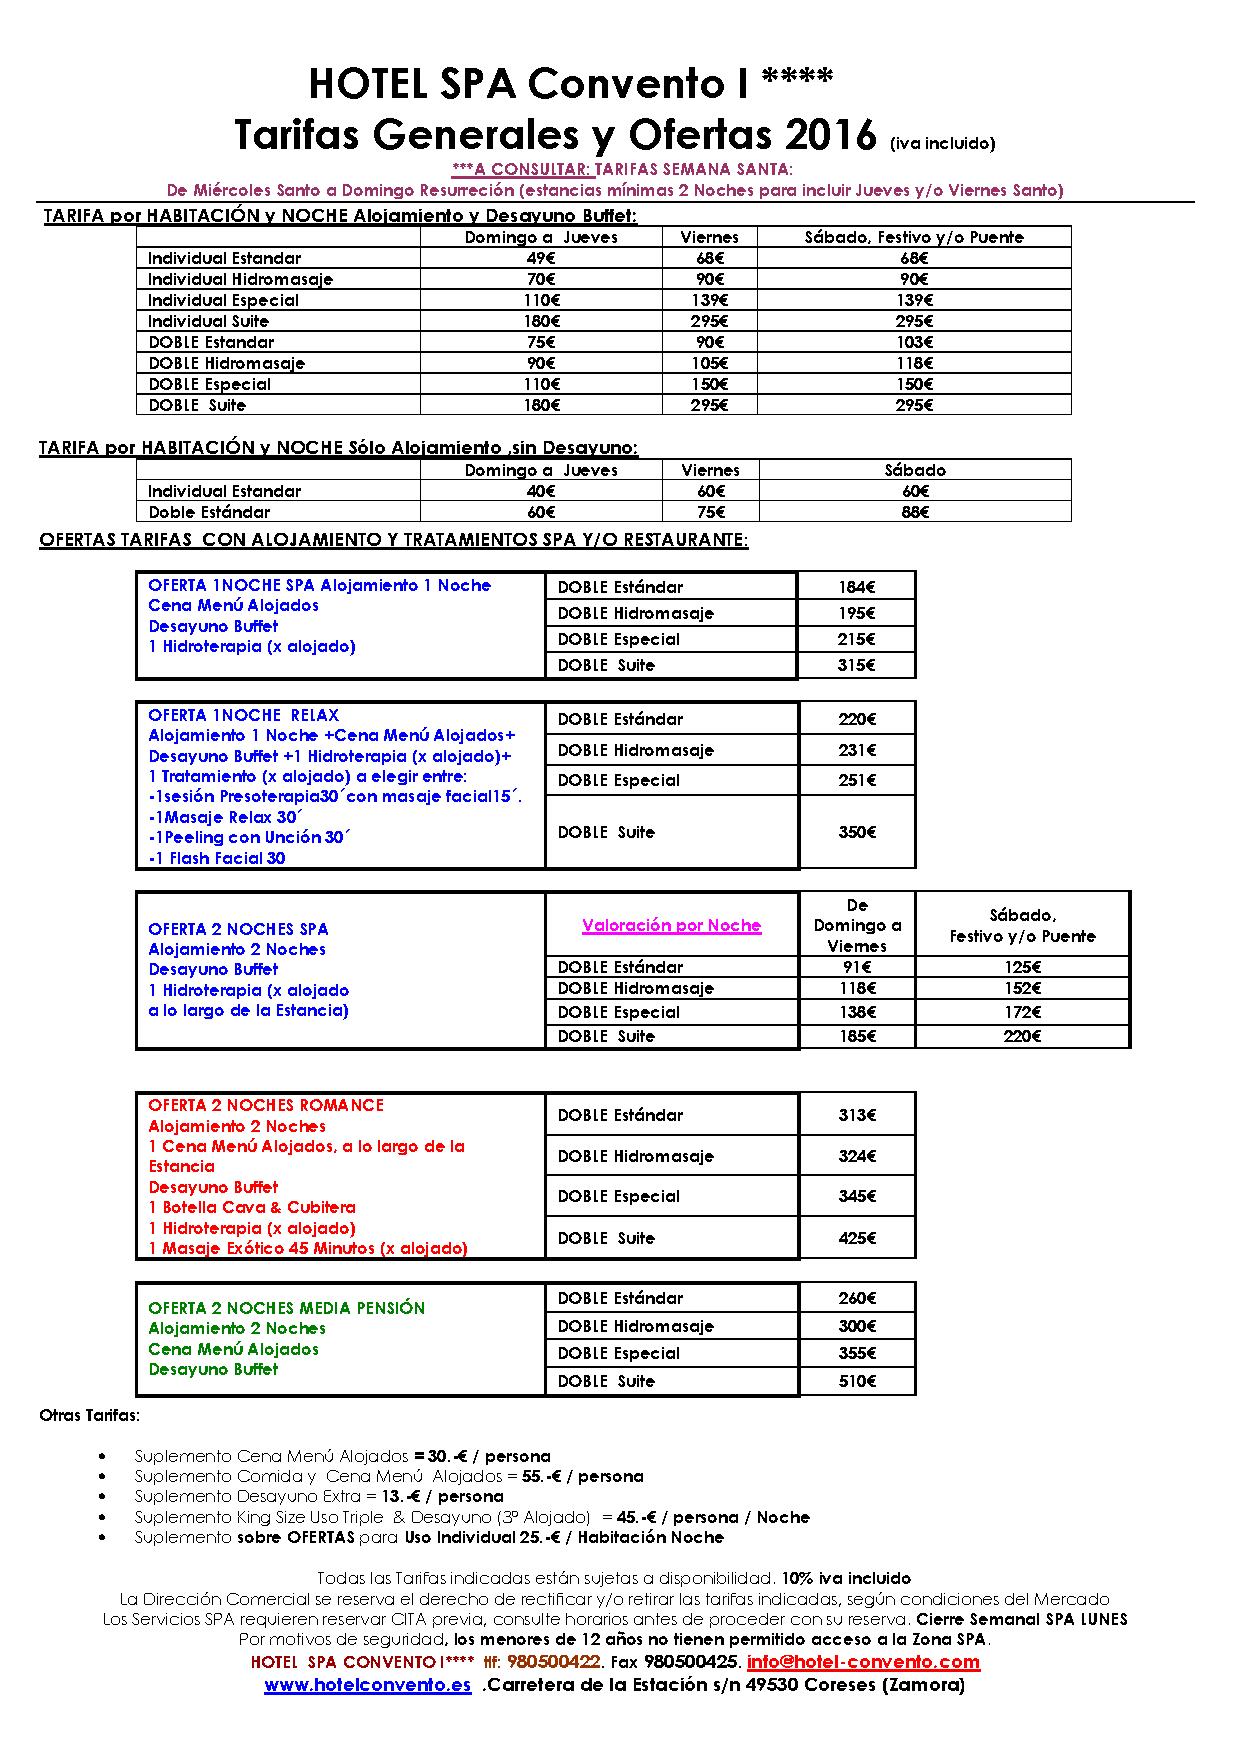 HOTEL SPA Convento I ****
Tarifas Generales y Ofertas 2016 (iva incluido)
***A CONSULTAR: TARIFAS SEMANA SANTA:
De Miércoles Santo a Domingo Resurreción (estancias mínimas 2 Noches para incluir Jueves y/o Viernes Santo)
TARIFA por HABITACIÓN y NOCHE Alojamiento y Desayuno Buffet:
Domingo a Jueves Viernes Sábado, Festivo y/o Puente
Individual Estandar 49€ 68€ 68€
Individual Hidromasaje 70€ 90€ 90€
Individual Especial 110€ 139€ 139€
Individual Suite 180€ 295€ 295€
DOBLE Estandar 75€ 90€ 103€
DOBLE Hidromasaje 90€ 105€ 118€
DOBLE Especial 110€ 150€ 150€
DOBLE Suite 180€ 295€ 295€
TARIFA por HABITACIÓN y NOCHE Sólo Alojamiento ,sin Desayuno:
Domingo a Jueves Viernes Sábado
Individual Estandar 40€ 60€ 60€
Doble Estándar 60€ 75€ 88€
OFERTAS TARIFAS CON ALOJAMIENTO Y TRATAMIENTOS SPA Y/O RESTAURANTE:
OFERTA 1NOCHE SPA Alojamiento 1 Noche
Cena Menú Alojados
Desayuno Buffet
1 Hidroterapia (x alojado)
DOBLE Estándar 184€
DOBLE Hidromasaje 195€
DOBLE Especial 215€
DOBLE Suite 315€
OFERTA 1NOCHE RELAX
Alojamiento 1 Noche +Cena Menú Alojados+
Desayuno Buffet +1 Hidroterapia (x alojado)+
1 Tratamiento (x alojado) a elegir entre:
-1sesión Presoterapia30´con masaje facial15´.
-1Masaje Relax 30´
-1Peeling con Unción 30´
-1 Flash Facial 30
DOBLE Estándar 220€
DOBLE Hidromasaje 231€
DOBLE Especial 251€
DOBLE Suite 350€
OFERTA 2 NOCHES SPA
Alojamiento 2 Noches
Desayuno Buffet
1 Hidroterapia (x alojado
a lo largo de la Estancia)
Valoración por Noche
De
Domingo a
Viernes
Sábado,
Festivo y/o Puente
DOBLE Estándar 91€ 125€
DOBLE Hidromasaje 118€ 152€
DOBLE Especial 138€ 172€
DOBLE Suite 185€ 220€
OFERTA 2 NOCHES ROMANCE
Alojamiento 2 Noches
1 Cena Menú Alojados, a lo largo de la
Estancia
Desayuno Buffet
1 Botella Cava & Cubitera
1 Hidroterapia (x alojado)
1 Masaje Exótico 45 Minutos (x alojado)
DOBLE Estándar 313€
DOBLE Hidromasaje 324€
DOBLE Especial 345€
DOBLE Suite 425€
OFERTA 2 NOCHES MEDIA PENSIÓN
Alojamiento 2 Noches
Cena Menú Alojados
Desayuno Buffet
DOBLE Estándar 260€
DOBLE Hidromasaje 300€
DOBLE Especial 355€
DOBLE Suite 510€
Otras Tarifas:
• Suplemento Cena Menú Alojados = 30.-€ / persona
• Suplemento Comida y Cena Menú Alojados = 55.-€ / persona
• Suplemento Desayuno Extra = 13.-€ / persona
• Suplemento King Size Uso Triple & Desayuno (3º Alojado) = 45.-€ / persona / Noche
• Suplemento sobre OFERTAS para Uso Individual 25.-€ / Habitación Noche
Todas las Tarifas indicadas están sujetas a disponibilidad. 10% iva incluido
La Dirección Comercial se reserva el derecho de rectificar y/o retirar las tarifas indicadas, según condiciones del Mercado
Los Servicios SPA requieren reservar CITA previa, consulte horarios antes de proceder con su reserva. Cierre Semanal SPA LUNES
Por motivos de seguridad, los menores de 12 años no tienen permitido acceso a la Zona SPA.
HOTEL SPA CONVENTO I**** tlf: 980500422. Fax 980500425. info@hotel-convento.com
www.hotelconvento.es .Carretera de la Estación s/n 49530 Coreses (Zamora)